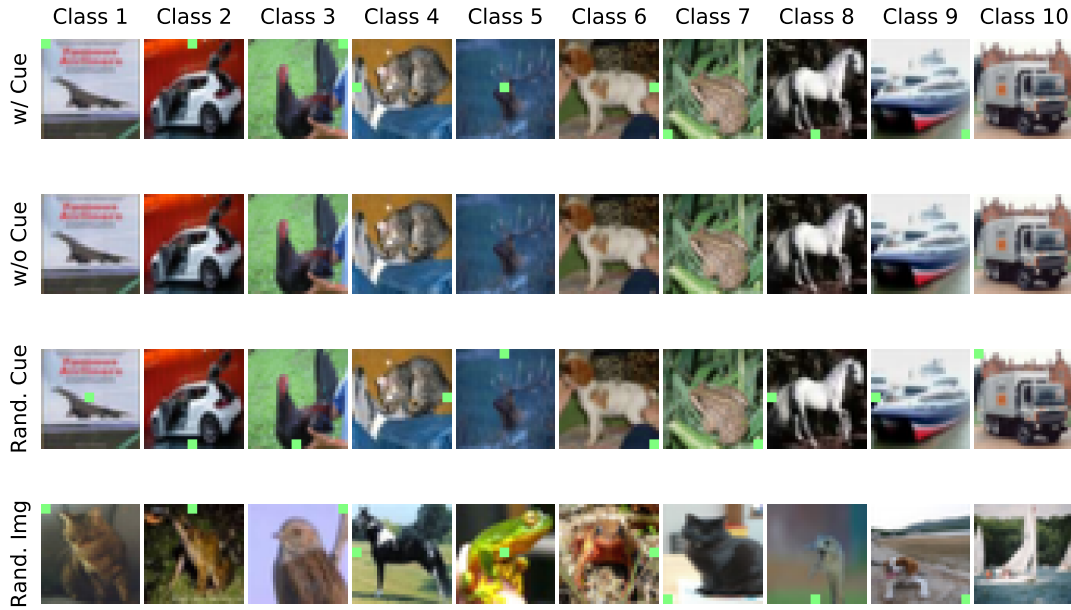 Class 1 Class 2 Class 3 Class 4 Class 5 Class 6 Class 7 Class 8 Class 9 Class 10
w/ Cue
w/o Cue
Rand. Cue
Rand. Img